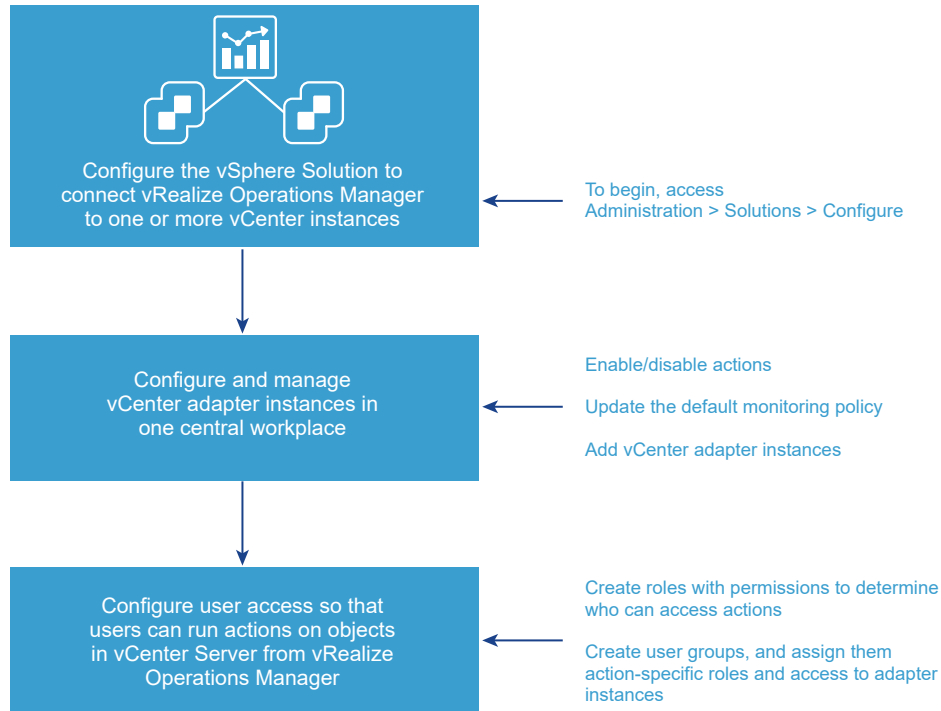 Configure the vSphere Solution to
connect vRealize Operations Manager
to one or more vCenter instances
To begin, access
Administration > Solutions > Configure
Configure and manage
vCenter adapter instances in
one central workplace
Enable/disable actions
Update the default monitoring policy
Add vCenter adapter instances
Configure user access so that
users can run actions on objects
in vCenter Server from vRealize
Operations Manager
Create roles with permissions to determine
who can access actions
Create user groups, and assign them
action-specific roles and access to adapter
instances